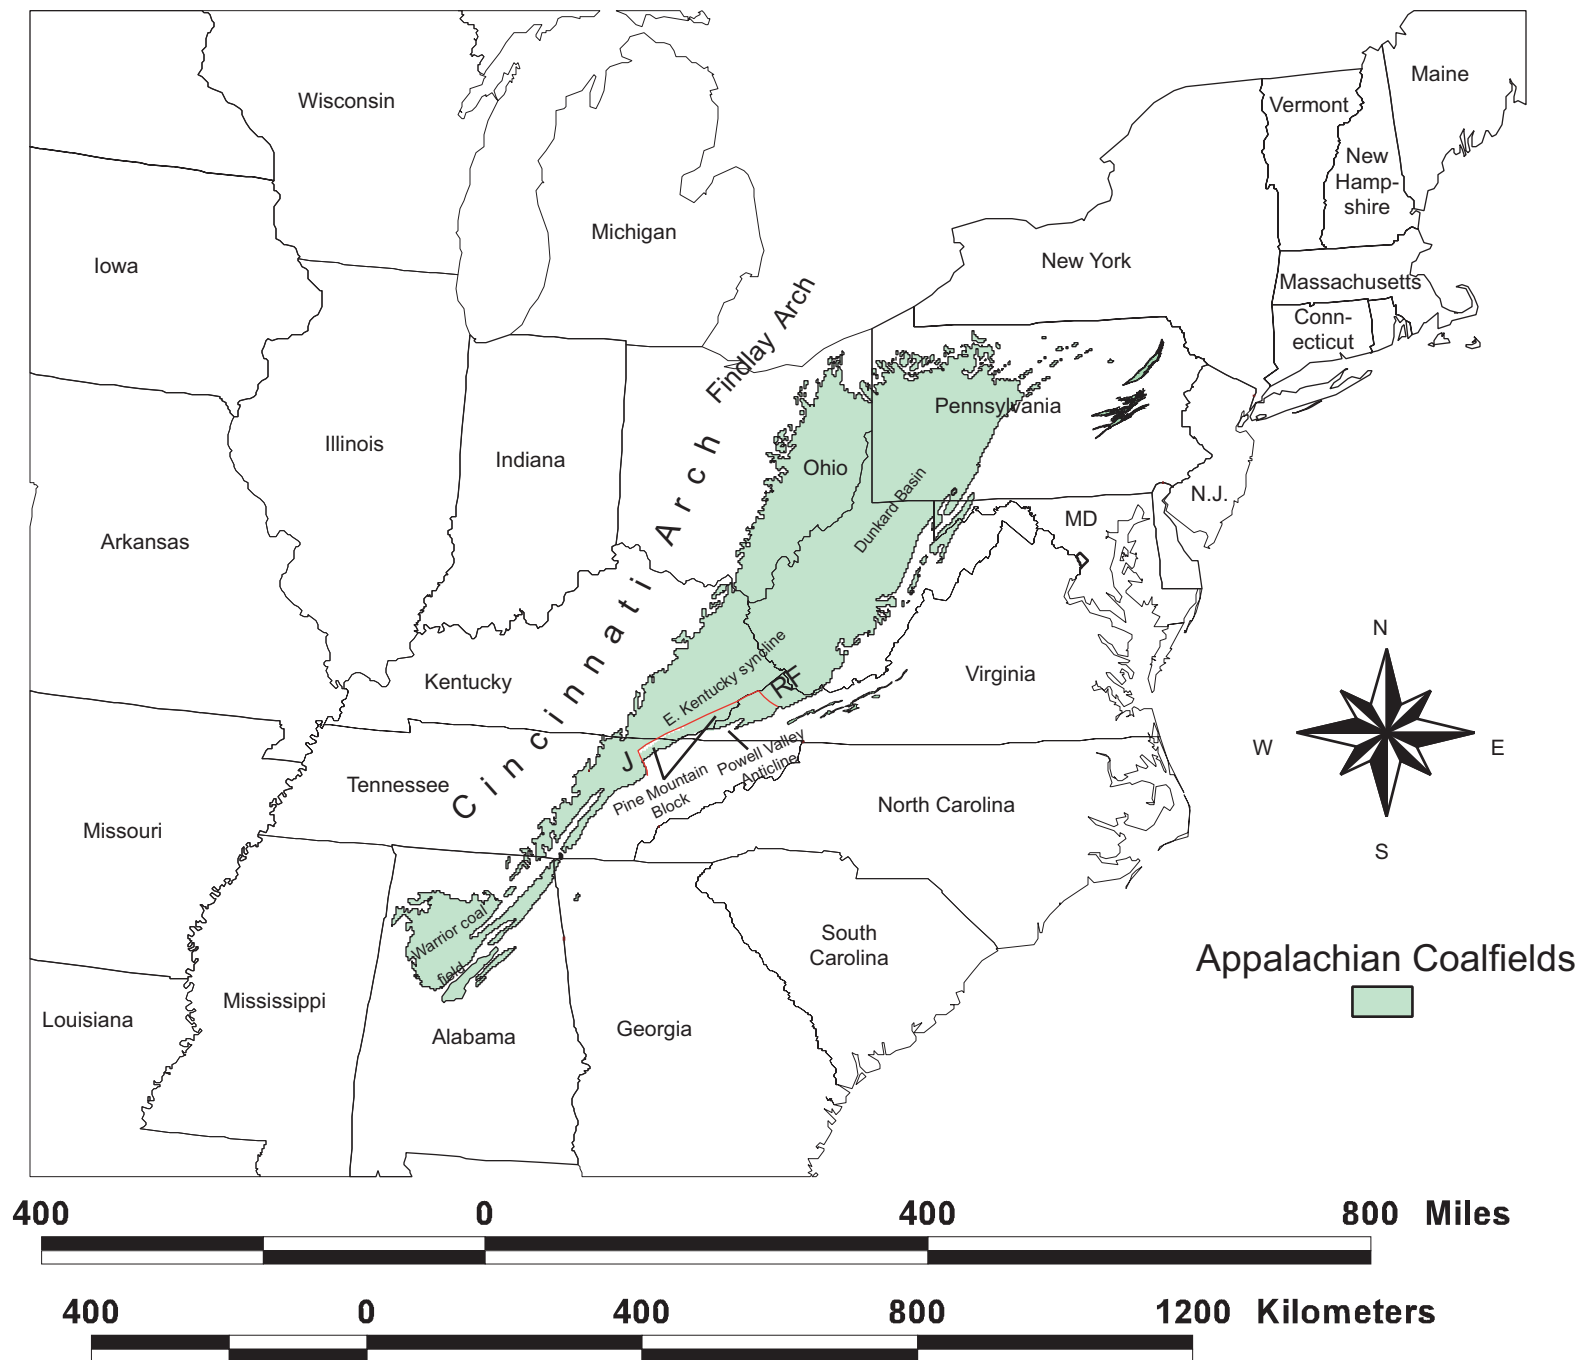 Maine
Wisconsin
Vermont
New
Hamp-
shire
Michigan
New York
Iowa
Massachusetts
Conn-
ecticut
Findlay Arch
Pennsylvania
Illinois
Indiana
Ohio
N.J.
Dunkard Basin
MD
Arkansas
Cincinnati Arch
N
W
E
S
Kentucky
E. Kentucky syncline
RF
Virginia
J
Powell Valley
Anticline
Pine Mountain
Block
Tennessee
North Carolina
Missouri
Warrior coal
field
South
Carolina
Appalachian Coalfields
Mississippi
Louisiana
Alabama
Georgia
400 0 400 800 Miles
400 0 400 800 1200 Kilometers